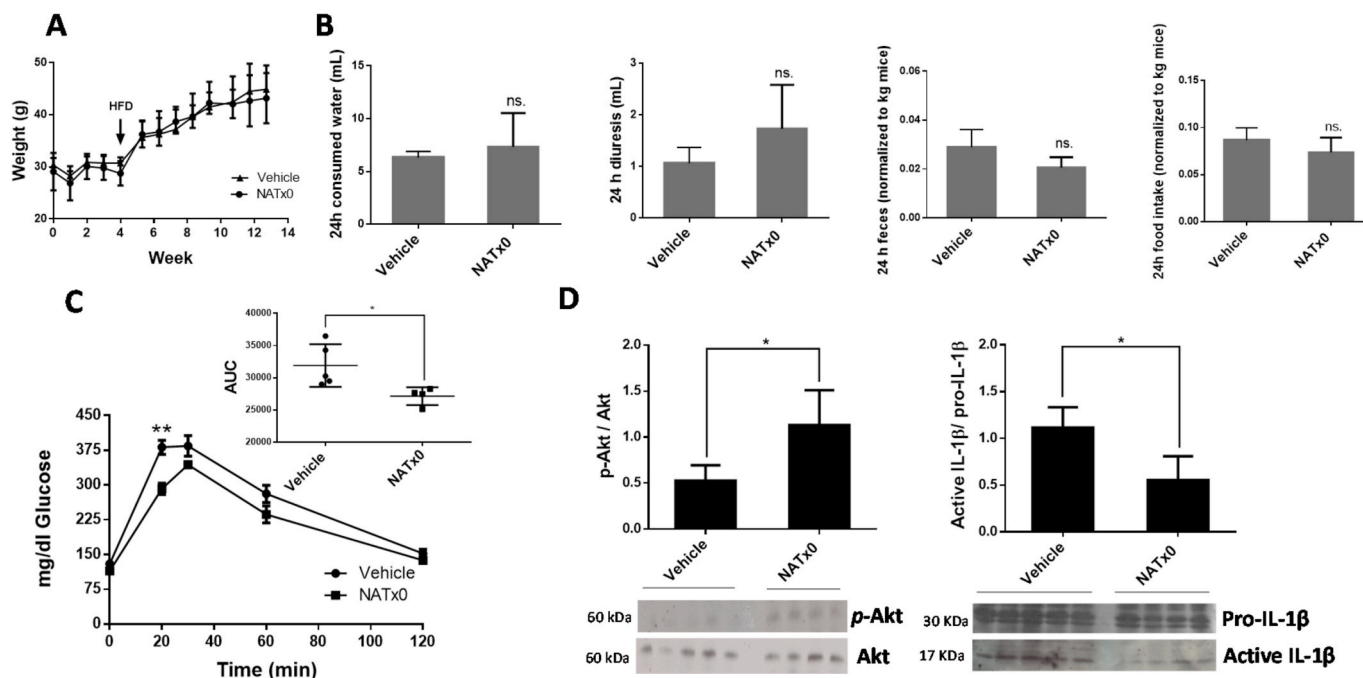 A
Weight (g)
50
40
30
20
HFD
Vehicle
NATx0
0 2 4 6 8 10 12 14
Week
B
24h consumed water (mL)
15
10
5
0
ns.
Vehicle
NATx0
24 h diuresis (mL)
3
2
1
0
ns.
Vehicle
NATx0
24 h feces (normalized to kg mice)
0.06
0.04
0.02
0.00
ns.
Vehicle
NATx0
24h food intake (normalized to kg mice)
0.15
0.10
0.05
0.00
ns.
Vehicle
NATx0
C
AUC
40000
35000
30000
25000
20000
*
Vehicle
NATx0
mg/dl Glucose
450
375
300
225
150
75
0
**
Vehicle
NATx0
0 20 40 60 80 100 120
Time (min)
D
p-Akt / Akt
2.0
1.5
1.0
0.5
0.0
*
Vehicle
NATx0
60 kDa
p-Akt
60 kDa
Akt
Active IL-1β/ pro-IL-1β
2.0
1.5
1.0
0.5
0.0
*
Vehicle
NATx0
30 KDa
Pro-IL-1β
17 KDa
Active IL-1β